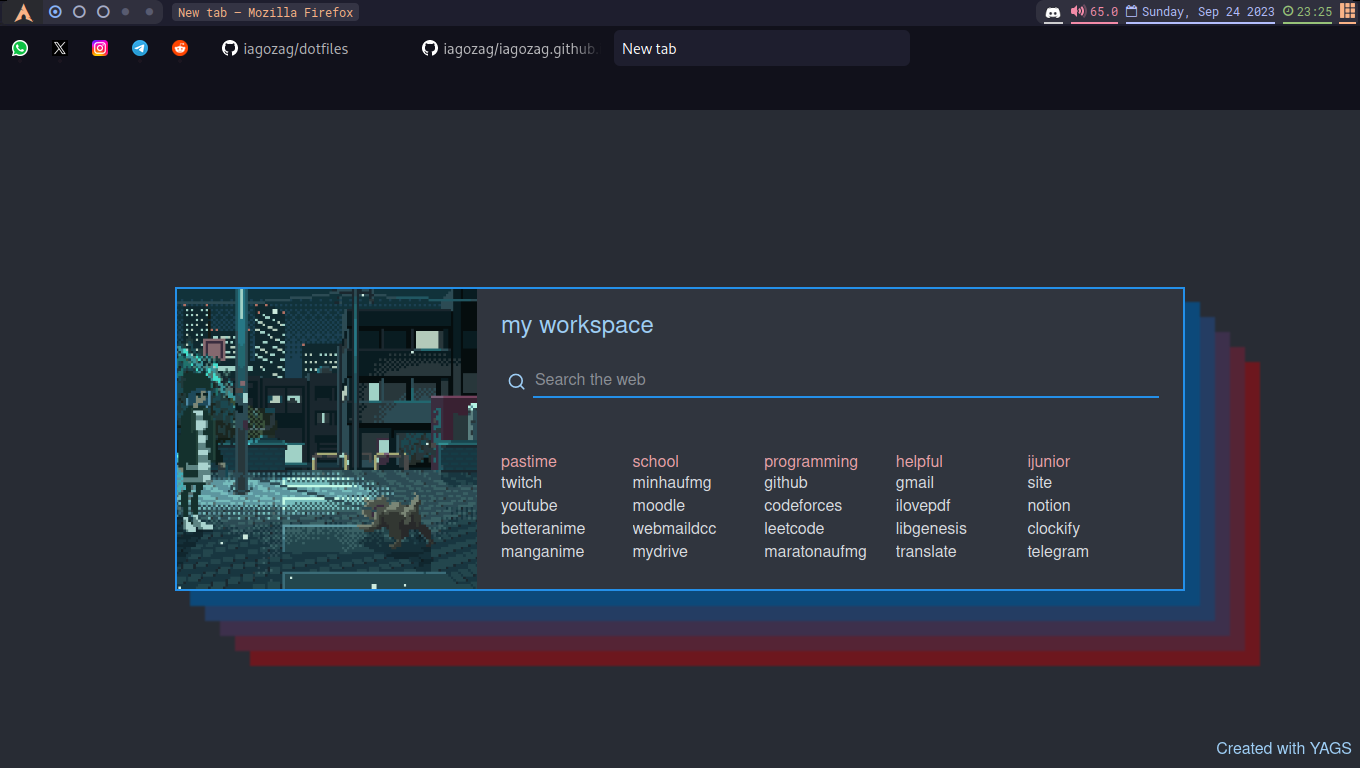 New tab — Mozilla Firefox
65.0 Sunday, Sep 24 2023 23:25
iagozag/dotfiles iagozag/iagozag.github. New tab
my workspace
Search the web
pastime school programming helpful ijunior
twitch minhaufmg github gmail site
youtube moodle codeforces ilovepdf notion
betteranime webmaildcc leetcode libgenesis clockify
manganime mydrive maratonaufmg translate telegram
Created with YAGS